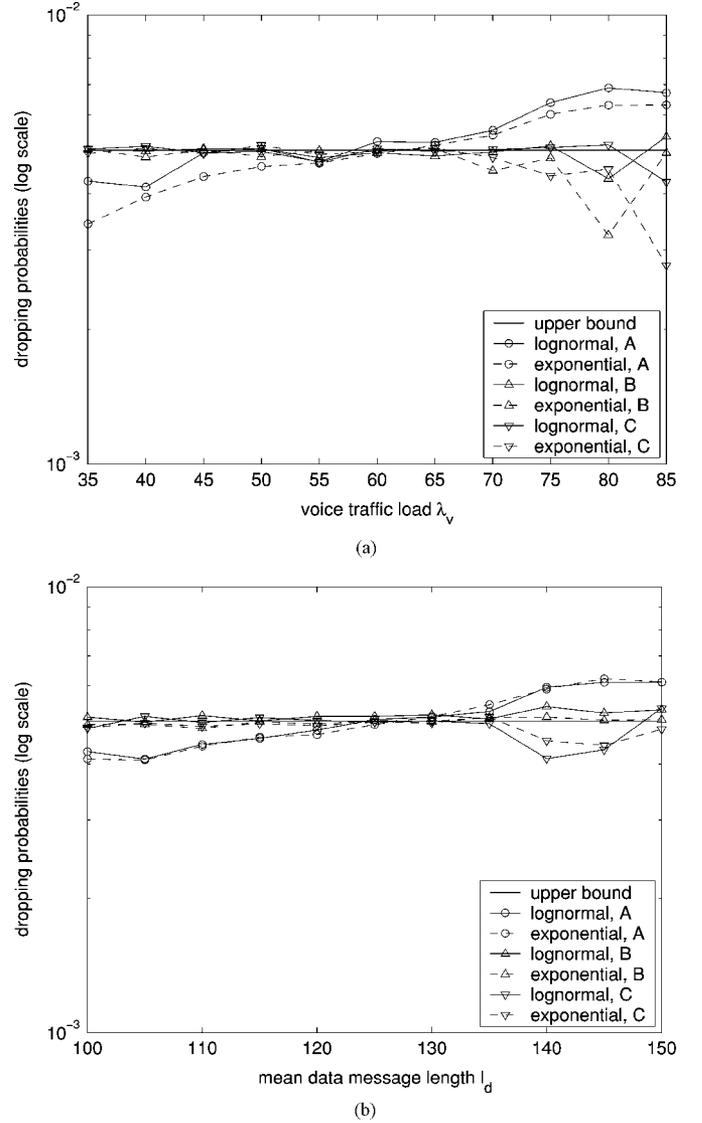 10⁻²
dropping probabilities (log scale)
upper bound
lognormal, A
exponential, A
lognormal, B
exponential, B
lognormal, C
exponential, C
10⁻³
35 40 45 50 55 60 65 70 75 80 85
voice traffic load λᵥ
(a)
10⁻²
dropping probabilities (log scale)
upper bound
lognormal, A
exponential, A
lognormal, B
exponential, B
lognormal, C
exponential, C
10⁻³
100 110 120 130 140 150
mean data message length l_d
(b)